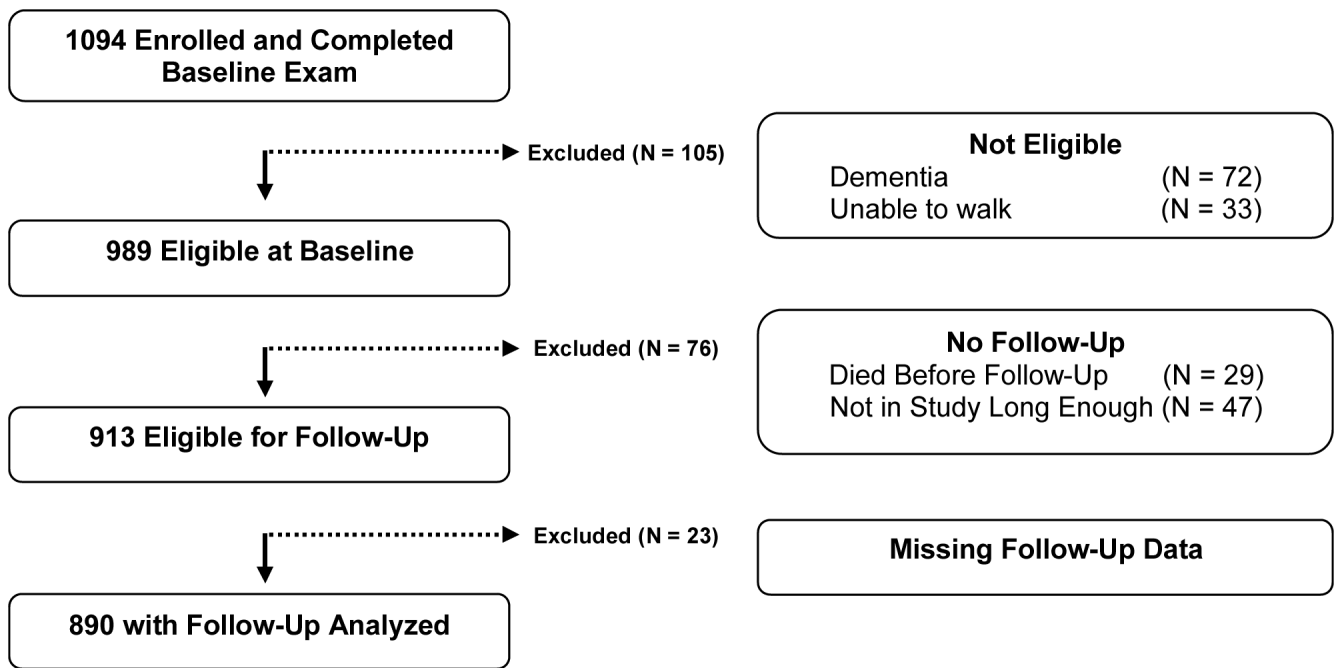 1094 Enrolled and Completed
Baseline Exam
Excluded (N = 105)
Not Eligible
Dementia (N = 72)
Unable to walk (N = 33)
989 Eligible at Baseline
Excluded (N = 76)
No Follow-Up
Died Before Follow-Up (N = 29)
Not in Study Long Enough (N = 47)
913 Eligible for Follow-Up
Excluded (N = 23)
Missing Follow-Up Data
890 with Follow-Up Analyzed